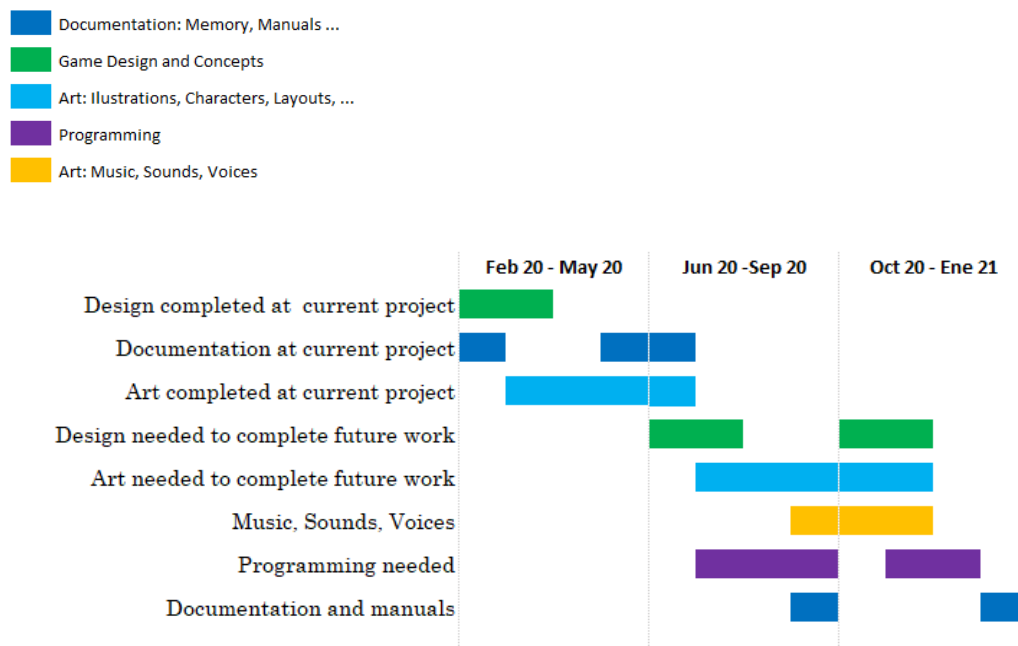 Documentation: Memory, Manuals ...
Game Design and Concepts
Art: Ilustrations, Characters, Layouts, ...
Programming
Art: Music, Sounds, Voices
Feb 20 - May 20 Jun 20 -Sep 20 Oct 20 - Ene 21
Design completed at current project
Documentation at current project
Art completed at current project
Design needed to complete future work
Art needed to complete future work
Music, Sounds, Voices
Programming needed
Documentation and manuals